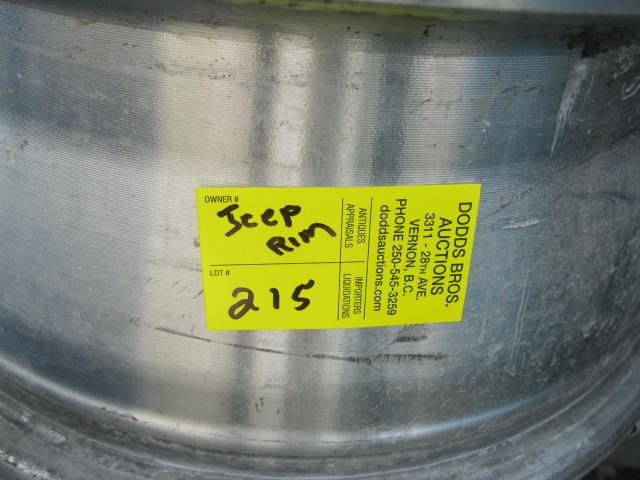 OWNER #
Jeep
Rim
LOT #
215
ANTIQUES
APPRAISALS
IMPORTERS
LIQUIDATIONS
DODDS BROS.
AUCTIONS
3311 - 28TH AVE.
VERNON, B.C.
PHONE 250-545-3259
doddsauctions.com